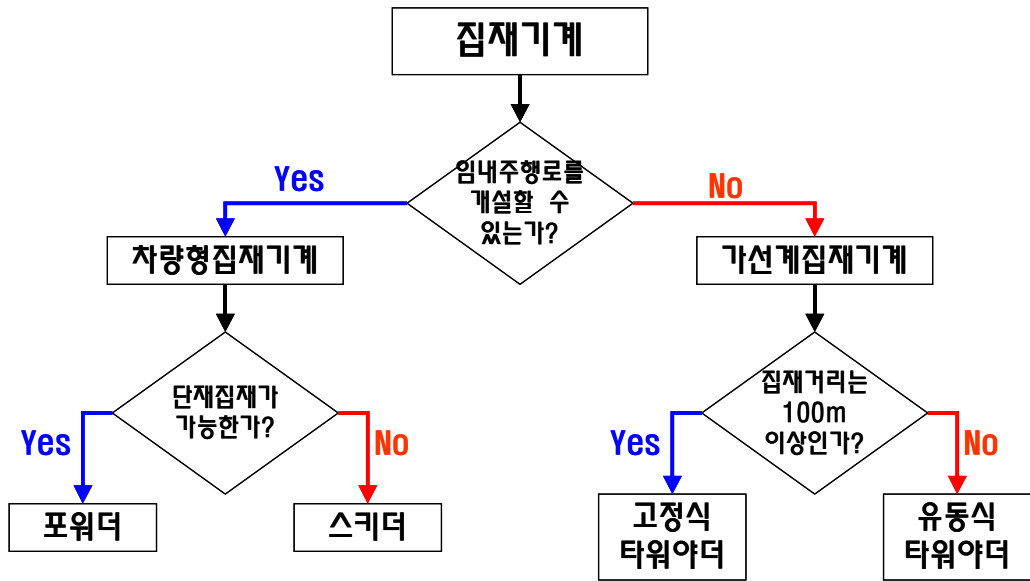 집재기계
임내주행로를
개설할 수
있는가?
Yes
No
차량형집재기계
가선계집재기계
단재집재가
가능한가?
Yes
No
집재거리는
100m
이상인가?
Yes
No
포워더
스키더
고정식
타워야더
유동식
타워야더